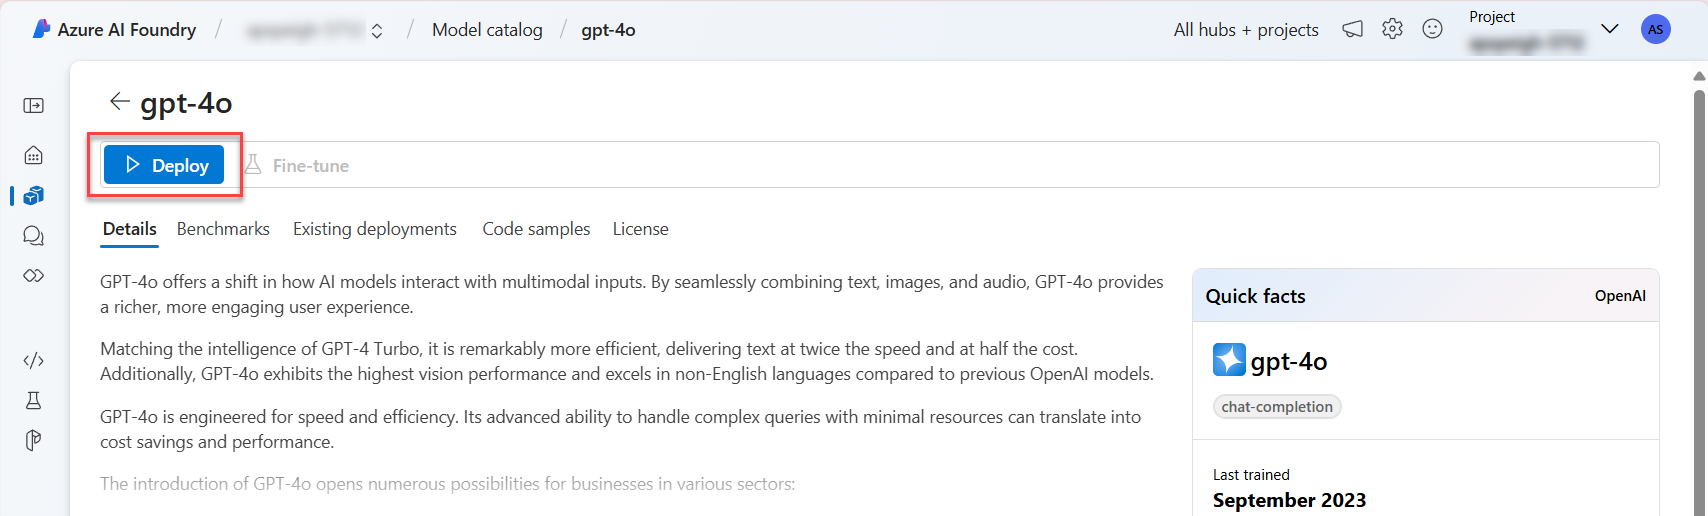 Azure AI Foundry / / Model catalog / gpt-4o
All hubs + projects
Project
AS
gpt-4o
Deploy
Fine-tune
Details Benchmarks Existing deployments Code samples License
GPT-4o offers a shift in how AI models interact with multimodal inputs. By seamlessly combining text, images, and audio, GPT-4o provides
a richer, more engaging user experience.
Matching the intelligence of GPT-4 Turbo, it is remarkably more efficient, delivering text at twice the speed and at half the cost.
Additionally, GPT-4o exhibits the highest vision performance and excels in non-English languages compared to previous OpenAI models.
GPT-4o is engineered for speed and efficiency. Its advanced ability to handle complex queries with minimal resources can translate into
cost savings and performance.
The introduction of GPT-4o opens numerous possibilities for businesses in various sectors:
Quick facts OpenAI
gpt-4o
chat-completion
Last trained
September 2023